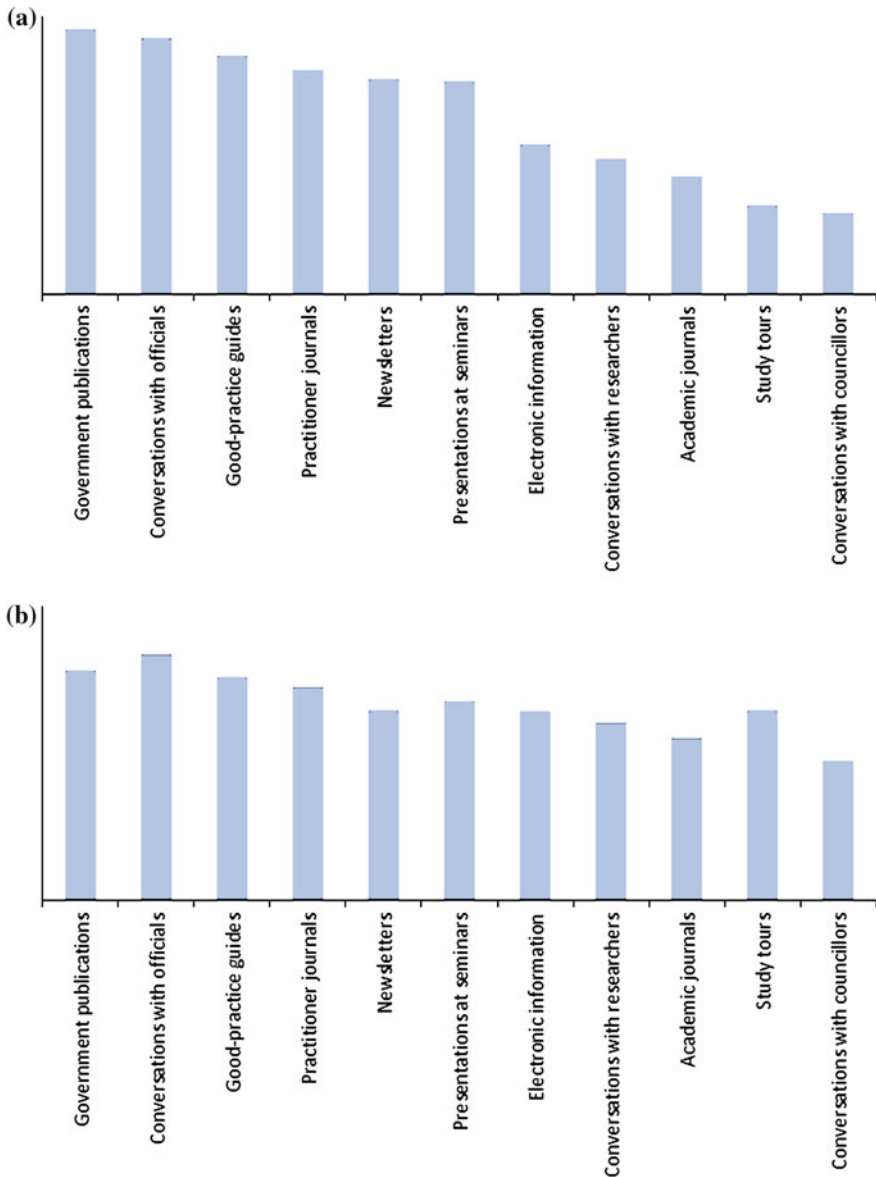 (a)
Government publications
Conversations with officials
Good-practice guides
Practitioner journals
Newsletters
Presentations at seminars
Electronic information
Conversations with researchers
Academic journals
Study tours
Conversations with councillors
(b)
Government publications
Conversations with officials
Good-practice guides
Practitioner journals
Newsletters
Presentations at seminars
Electronic information
Conversations with researchers
Academic journals
Study tours
Conversations with councillors